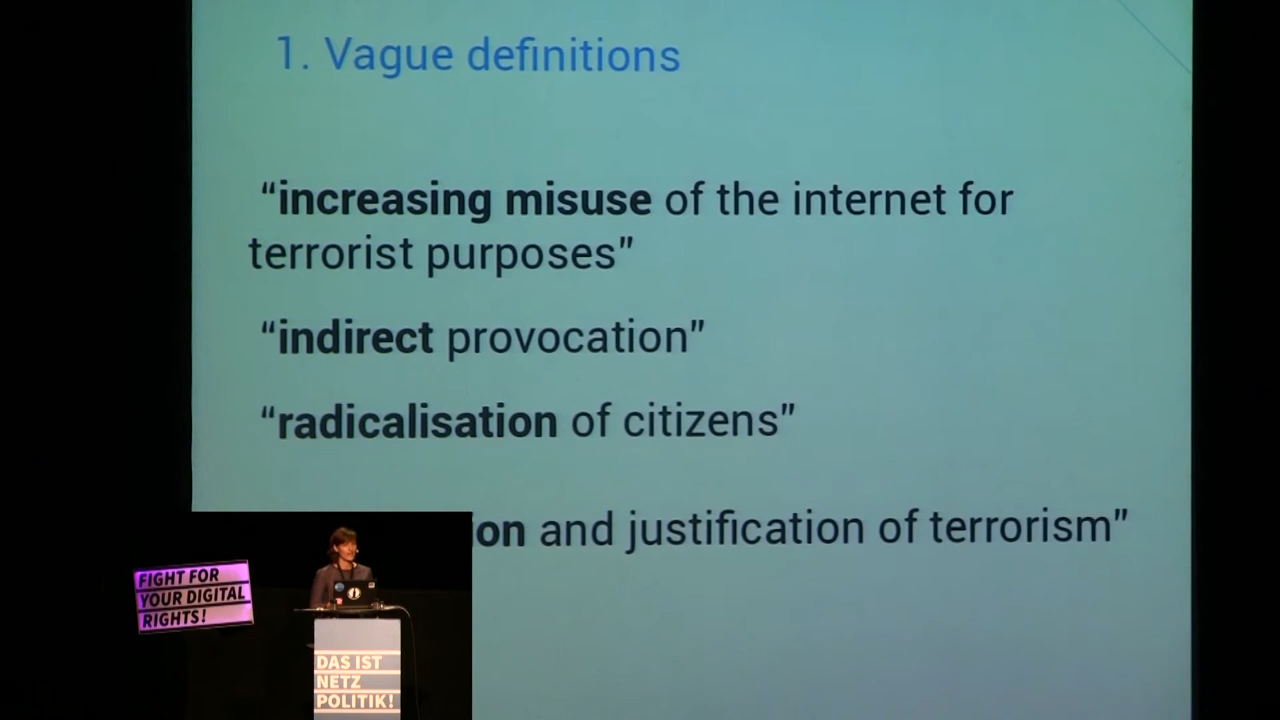 1. Vague definitions
“increasing misuse of the internet for
terrorist purposes”
“indirect provocation”
“radicalisation of citizens”
and justification of terrorism”
FIGHT FOR
YOUR DIGITAL
RIGHTS!
DAS IST
NETZ
POLITIK!